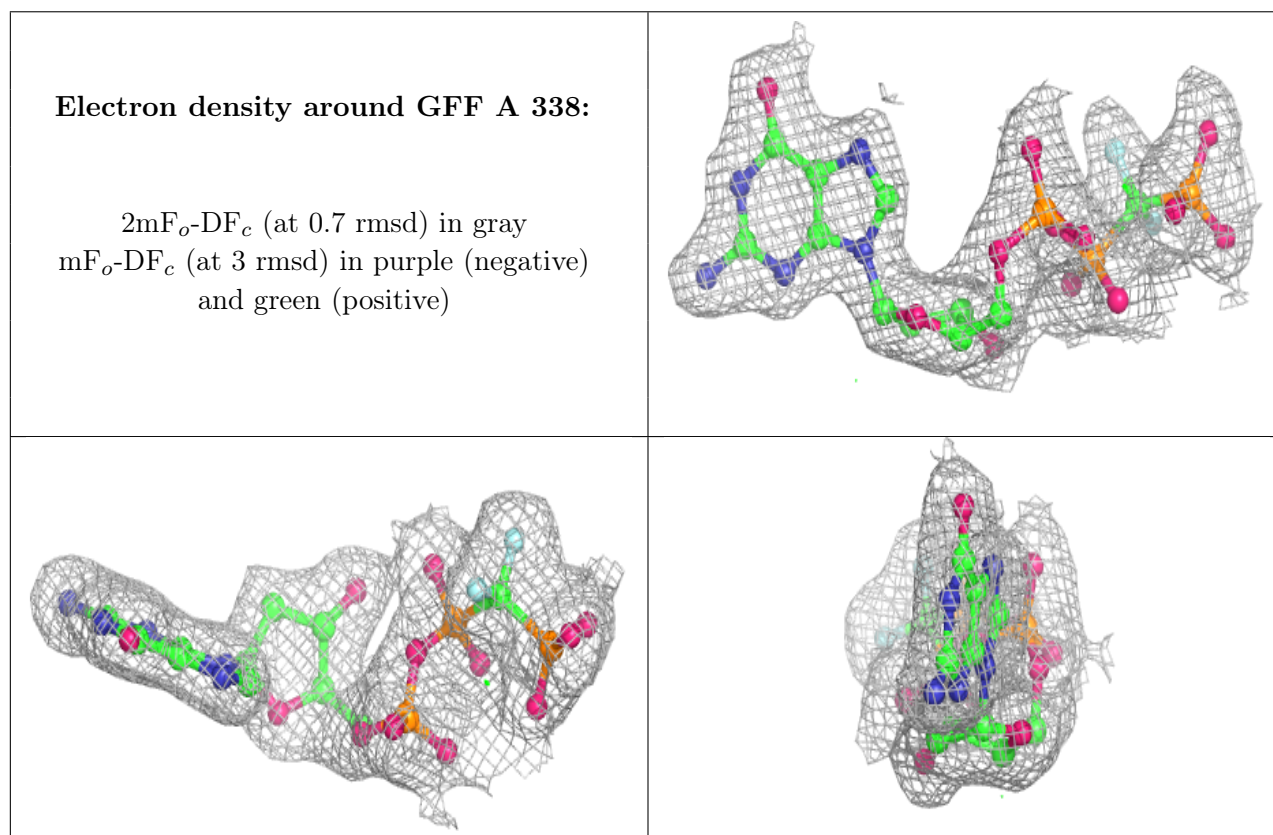 Electron density around GFF A 338:
2mFₒ-DF𝒸 (at 0.7 rmsd) in gray
mFₒ-DF𝒸 (at 3 rmsd) in purple (negative)
and green (positive)